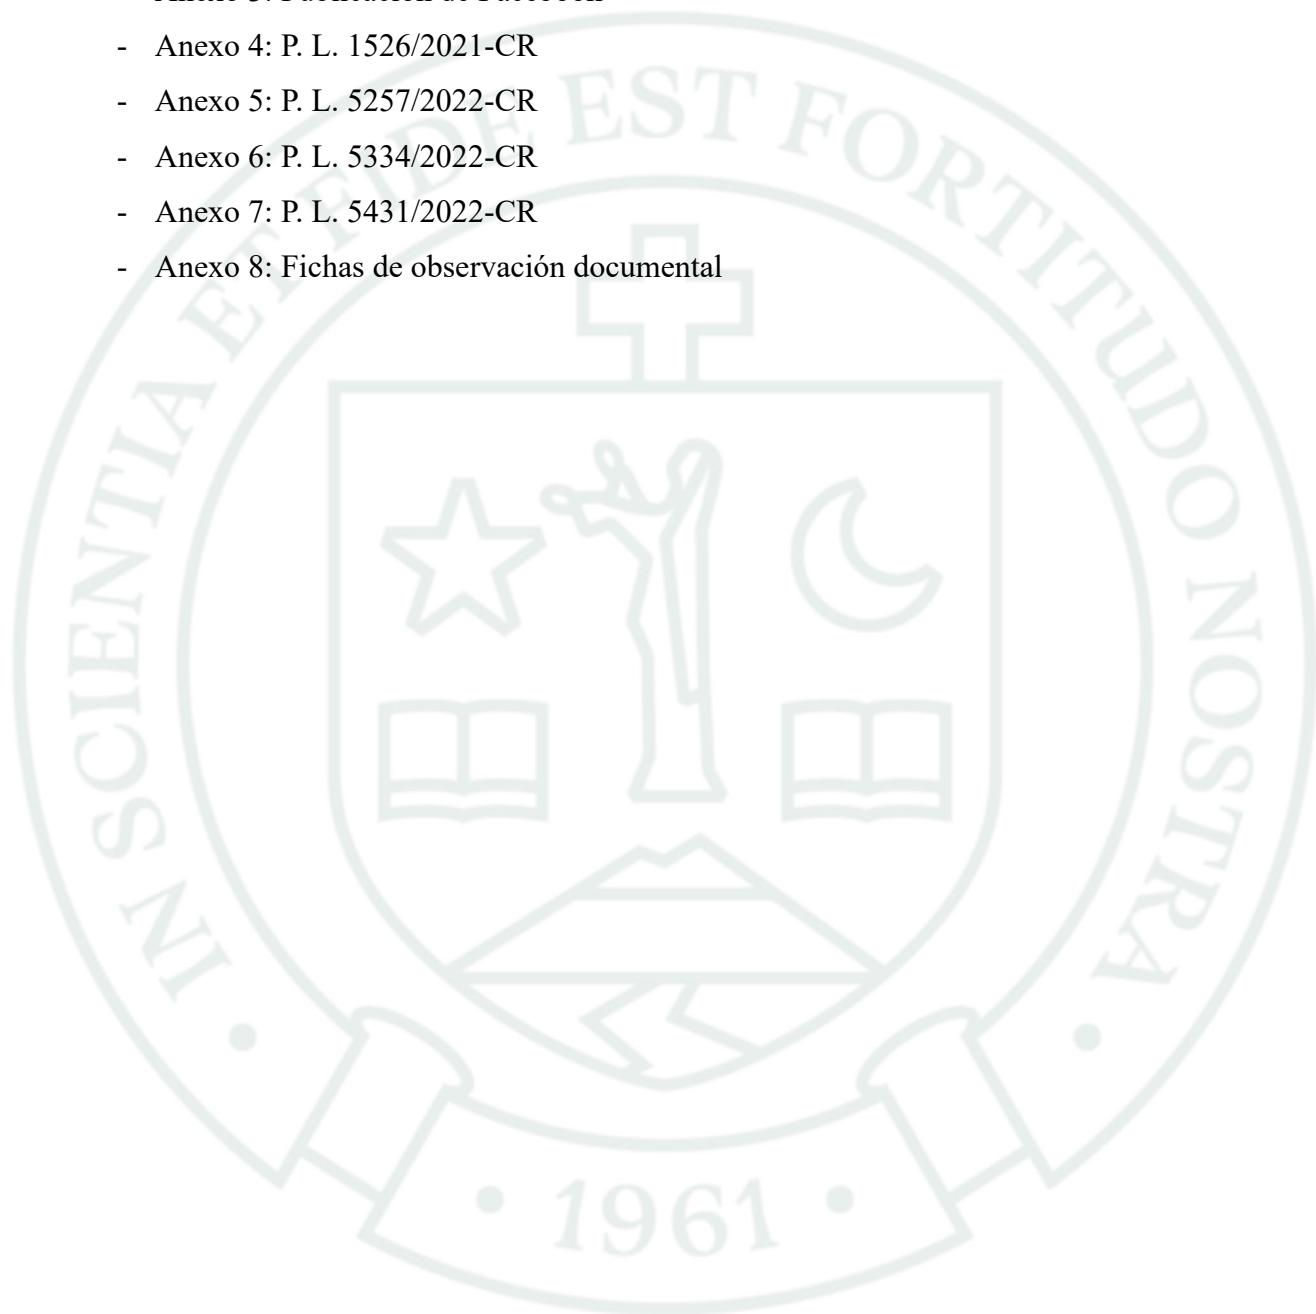 - Anexo 4: P. L. 1526/2021-CR
- Anexo 5: P. L. 5257/2022-CR
- Anexo 6: P. L. 5334/2022-CR
- Anexo 7: P. L. 5431/2022-CR
- Anexo 8: Fichas de observación documental
IN SCIENTIA ET FIDE EST FORTITUDO NOSTRA
• 1961 •